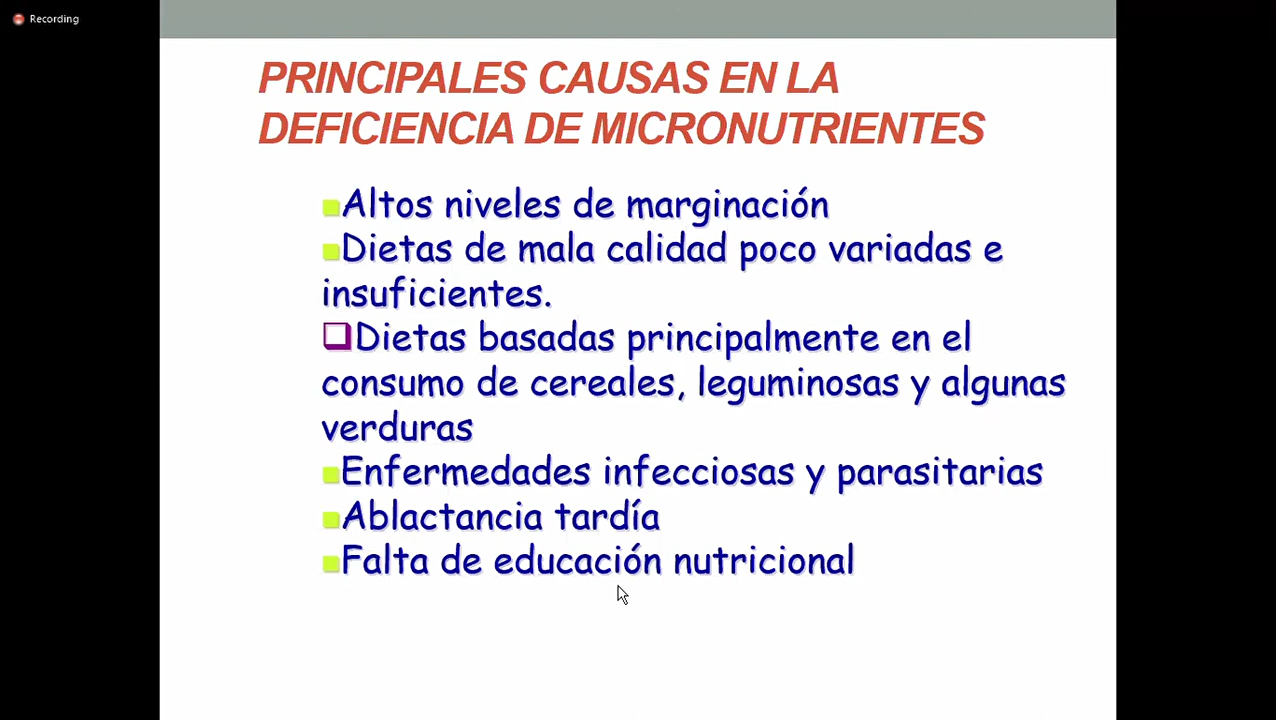 Recording
PRINCIPALES CAUSAS EN LA
DEFICIENCIA DE MICRONUTRIENTES
Altos niveles de marginación
Dietas de mala calidad poco variadas e
insuficientes.
Dietas basadas principalmente en el
consumo de cereales, leguminosas y algunas
verduras
Enfermedades infecciosas y parasitarias
Ablactancia tardía
Falta de educación nutricional